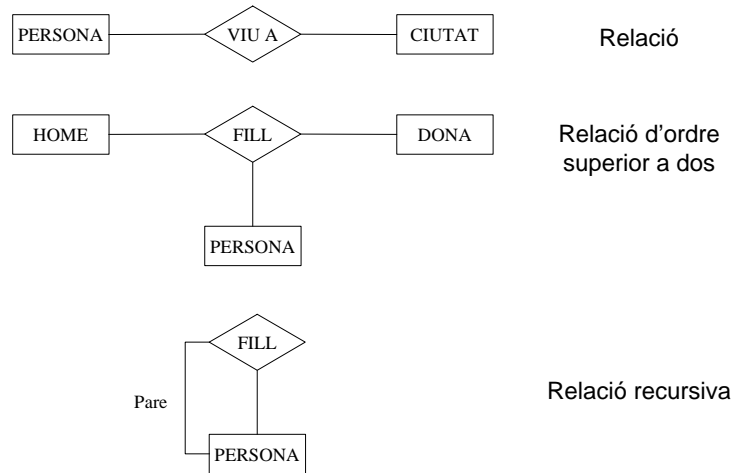 PERSONA
VIU A
CIUTAT
Relació
HOME
FILL
DONA
Relació d'ordre
superior a dos
PERSONA
FILL
Pare
Relació recursiva
PERSONA